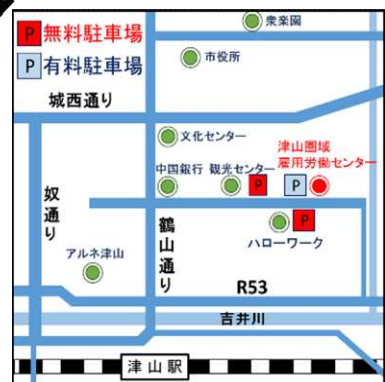 P 無料駐車場
P 有料駐車場
衆楽園
市役所
城西通り
文化センター
津山圏域
雇用労働センター
中国銀行 観光センター
P
P
奴通り
鶴山通り
P
ハローワーク
アルネ津山
R53
吉井川
津山駅